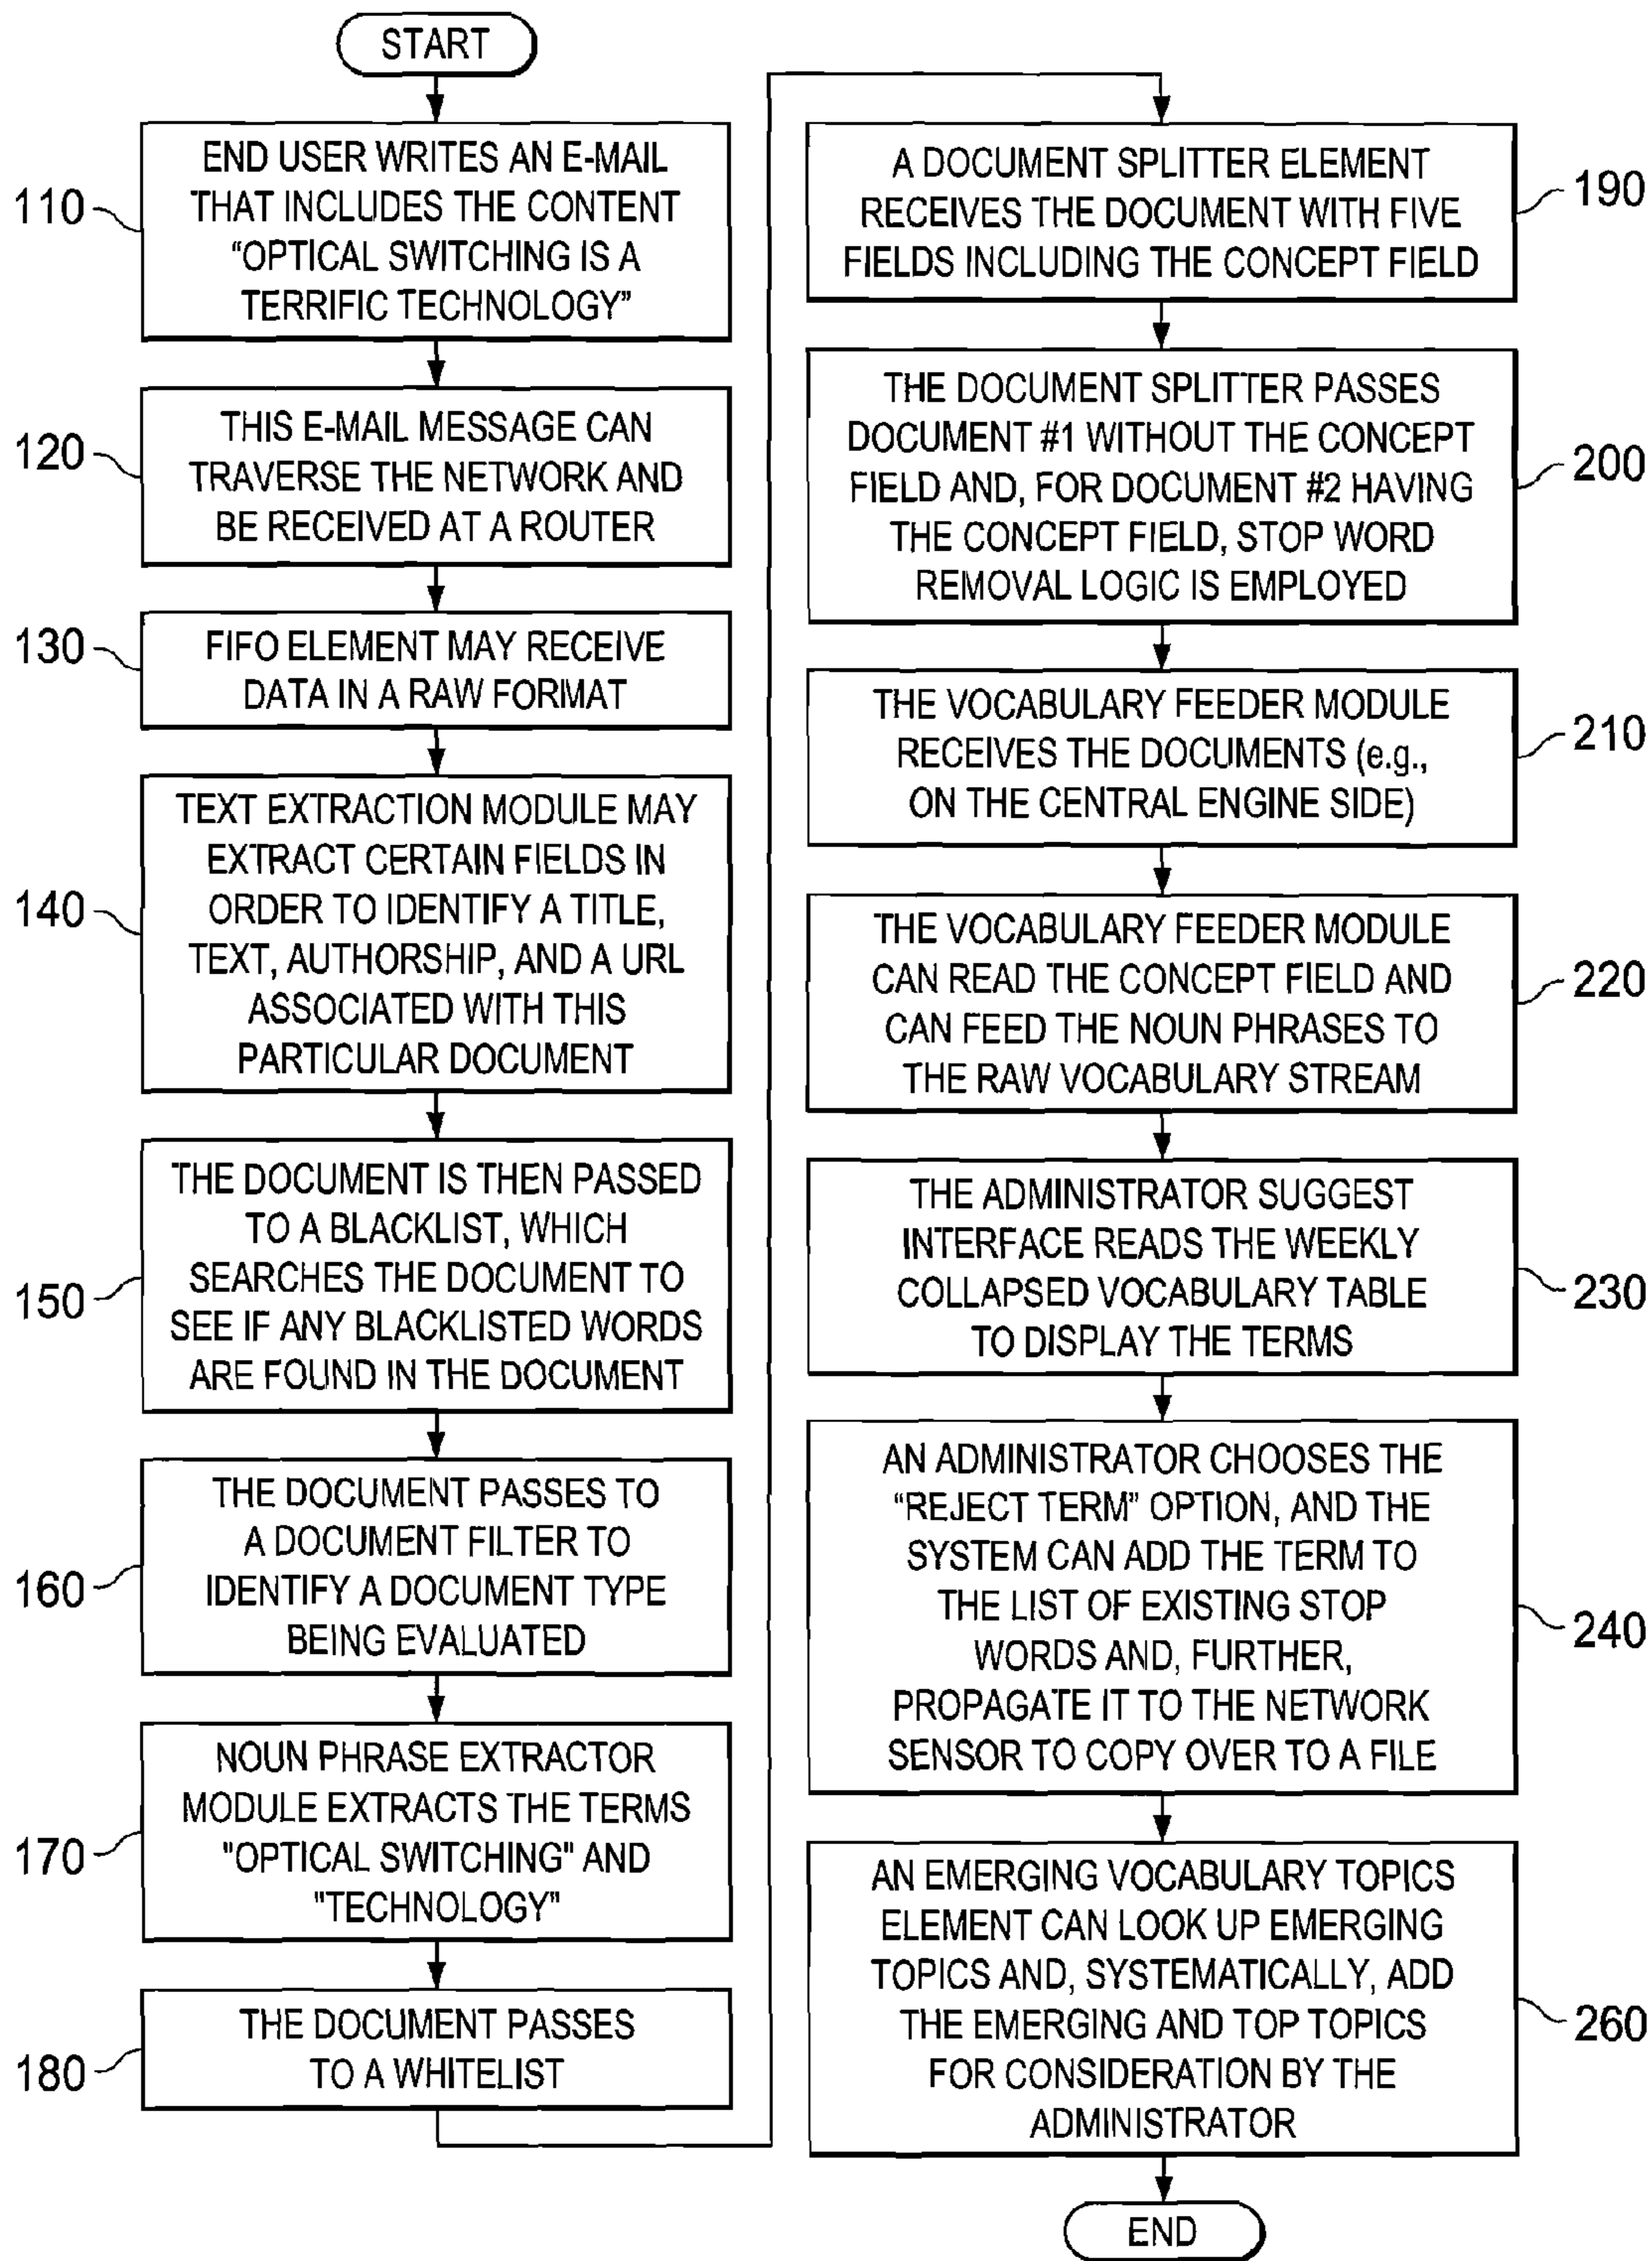 START
110
END USER WRITES AN E-MAIL
THAT INCLUDES THE CONTENT
“OPTICAL SWITCHING IS A
TERRIFIC TECHNOLOGY”
120
THIS E-MAIL MESSAGE CAN
TRAVERSE THE NETWORK AND
BE RECEIVED AT A ROUTER
130
FIFO ELEMENT MAY RECEIVE
DATA IN A RAW FORMAT
140
TEXT EXTRACTION MODULE MAY
EXTRACT CERTAIN FIELDS IN
ORDER TO IDENTIFY A TITLE,
TEXT, AUTHORSHIP, AND A URL
ASSOCIATED WITH THIS
PARTICULAR DOCUMENT
150
THE DOCUMENT IS THEN PASSED
TO A BLACKLIST, WHICH
SEARCHES THE DOCUMENT TO
SEE IF ANY BLACKLISTED WORDS
ARE FOUND IN THE DOCUMENT
160
THE DOCUMENT PASSES TO
A DOCUMENT FILTER TO
IDENTIFY A DOCUMENT TYPE
BEING EVALUATED
170
NOUN PHRASE EXTRACTOR
MODULE EXTRACTS THE TERMS
"OPTICAL SWITCHING" AND
"TECHNOLOGY"
180
THE DOCUMENT PASSES
TO A WHITELIST
A DOCUMENT SPLITTER ELEMENT
RECEIVES THE DOCUMENT WITH FIVE
FIELDS INCLUDING THE CONCEPT FIELD
190
THE DOCUMENT SPLITTER PASSES
DOCUMENT #1 WITHOUT THE CONCEPT
FIELD AND, FOR DOCUMENT #2 HAVING
THE CONCEPT FIELD, STOP WORD
REMOVAL LOGIC IS EMPLOYED
200
THE VOCABULARY FEEDER MODULE
RECEIVES THE DOCUMENTS (e.g.,
ON THE CENTRAL ENGINE SIDE)
210
THE VOCABULARY FEEDER MODULE
CAN READ THE CONCEPT FIELD AND
CAN FEED THE NOUN PHRASES TO
THE RAW VOCABULARY STREAM
220
THE ADMINISTRATOR SUGGEST
INTERFACE READS THE WEEKLY
COLLAPSED VOCABULARY TABLE
TO DISPLAY THE TERMS
230
AN ADMINISTRATOR CHOOSES THE
“REJECT TERM” OPTION, AND THE
SYSTEM CAN ADD THE TERM TO
THE LIST OF EXISTING STOP
WORDS AND, FURTHER,
PROPAGATE IT TO THE NETWORK
SENSOR TO COPY OVER TO A FILE
240
AN EMERGING VOCABULARY TOPICS
ELEMENT CAN LOOK UP EMERGING
TOPICS AND, SYSTEMATICALLY, ADD
THE EMERGING AND TOP TOPICS
FOR CONSIDERATION BY THE
ADMINISTRATOR
260
END